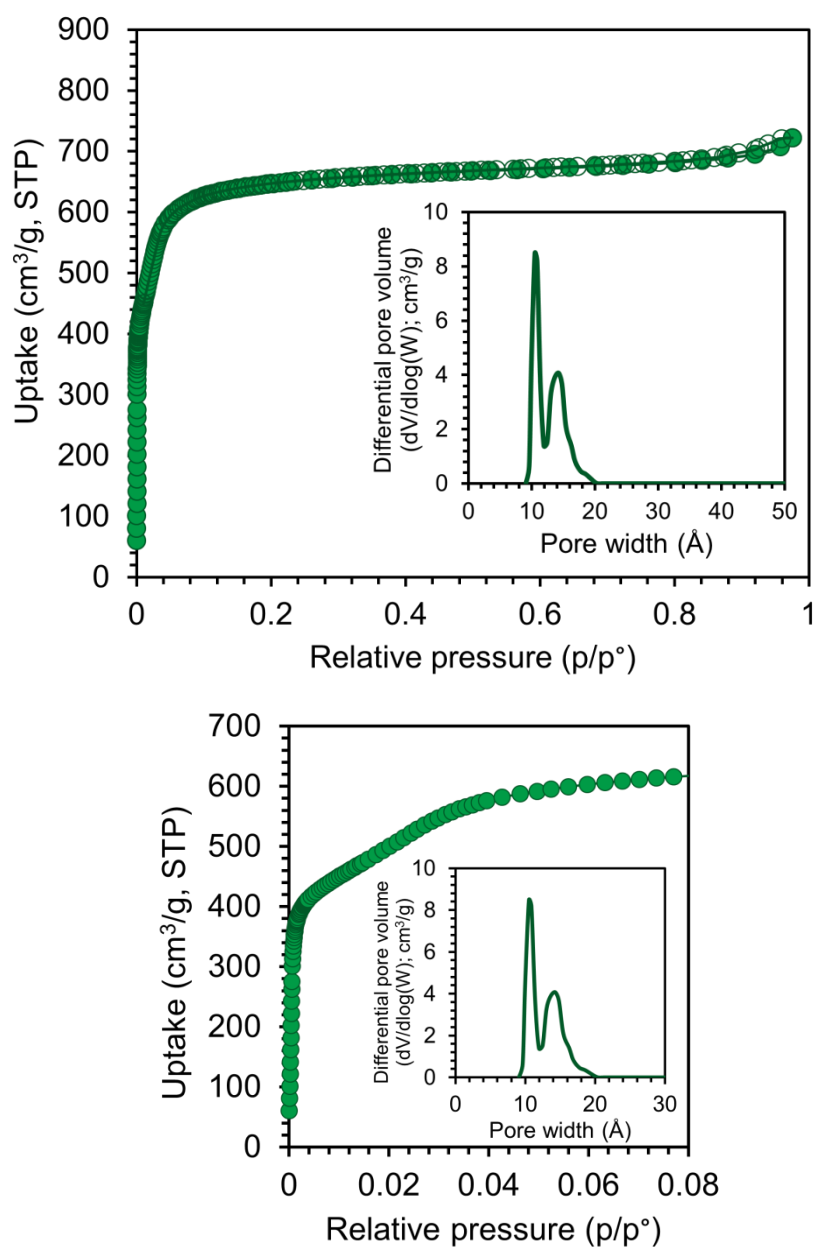 900
800
700
600
500
400
300
200
100
0
Uptake (cm³/g, STP)
0 0.2 0.4 0.6 0.8 1
Relative pressure (p/p°)
10
8
6
4
2
0
Differential pore volume
(dV/dlog(W); cm³/g)
0 10 20 30 40 50
Pore width (Å)
700
600
500
400
300
200
100
0
Uptake (cm³/g, STP)
0 0.02 0.04 0.06 0.08
Relative pressure (p/p°)
10
8
6
4
2
0
Differential pore volume
(dV/dlog(W); cm³/g)
0 10 20 30
Pore width (Å)